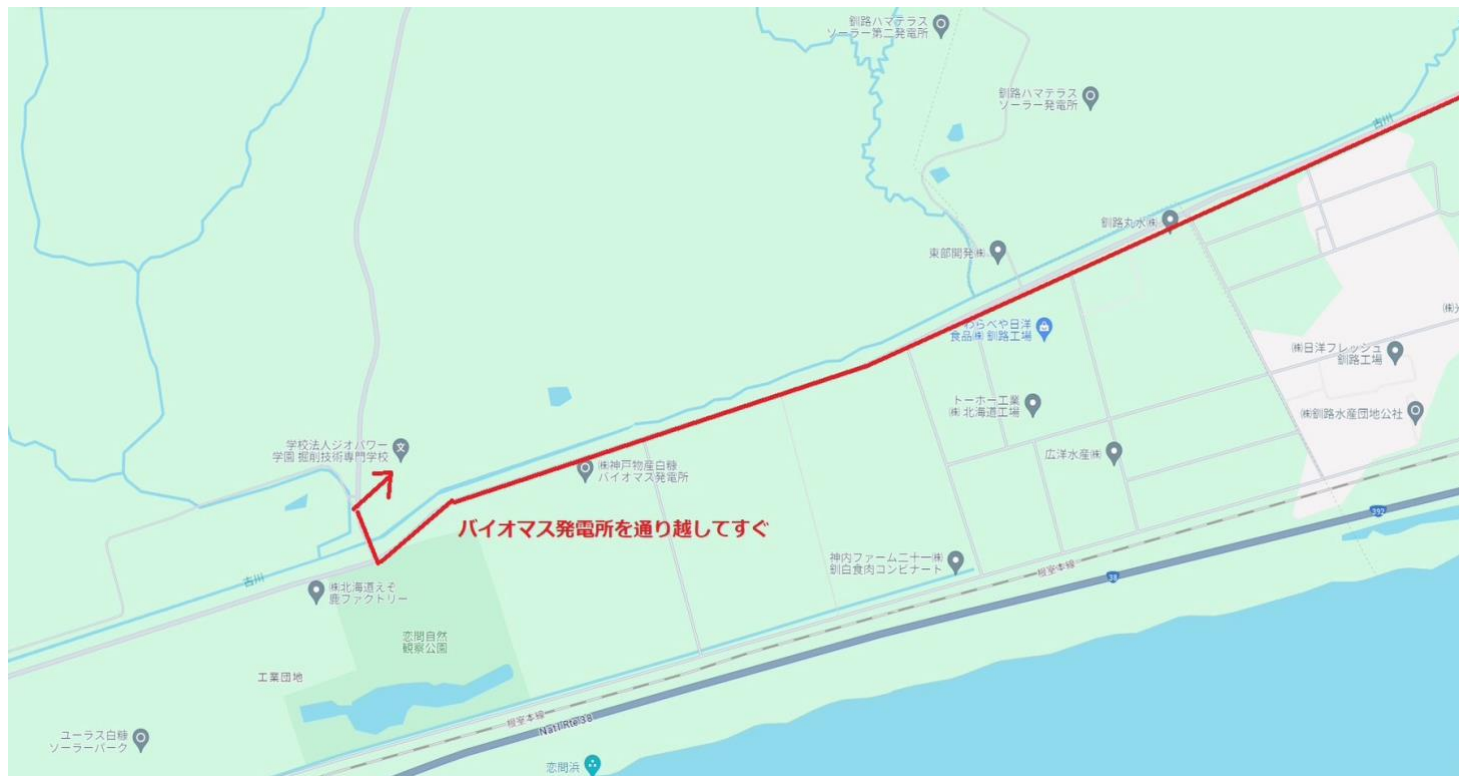 釧路ハマテラス
ソーラー第二発電所
釧路ハマテラス
ソーラー発電所
古川
釧路丸水㈱
東部開発㈱
わらべや日洋
食品㈱ 釧路工場
㈱日洋フレッシュ
釧路工場
トーホー工業
㈱ 北海道工場
㈱釧路水産団地公社
学校法人ジオパワー
学園 掘削技術専門学校
広洋水産㈱
㈱神戸物産白糠
バイオマス発電所
バイオマス発電所を通り越してすぐ
392
神内ファーム二十一㈱
釧白食肉コンビナート
根室本線
38
古川
㈱北海道えぞ
鹿ファクトリー
恋問自然
観察公園
工業団地
根室本線
Nat'l Rte 38
ユーラス白糠
ソーラーパーク
恋問浜